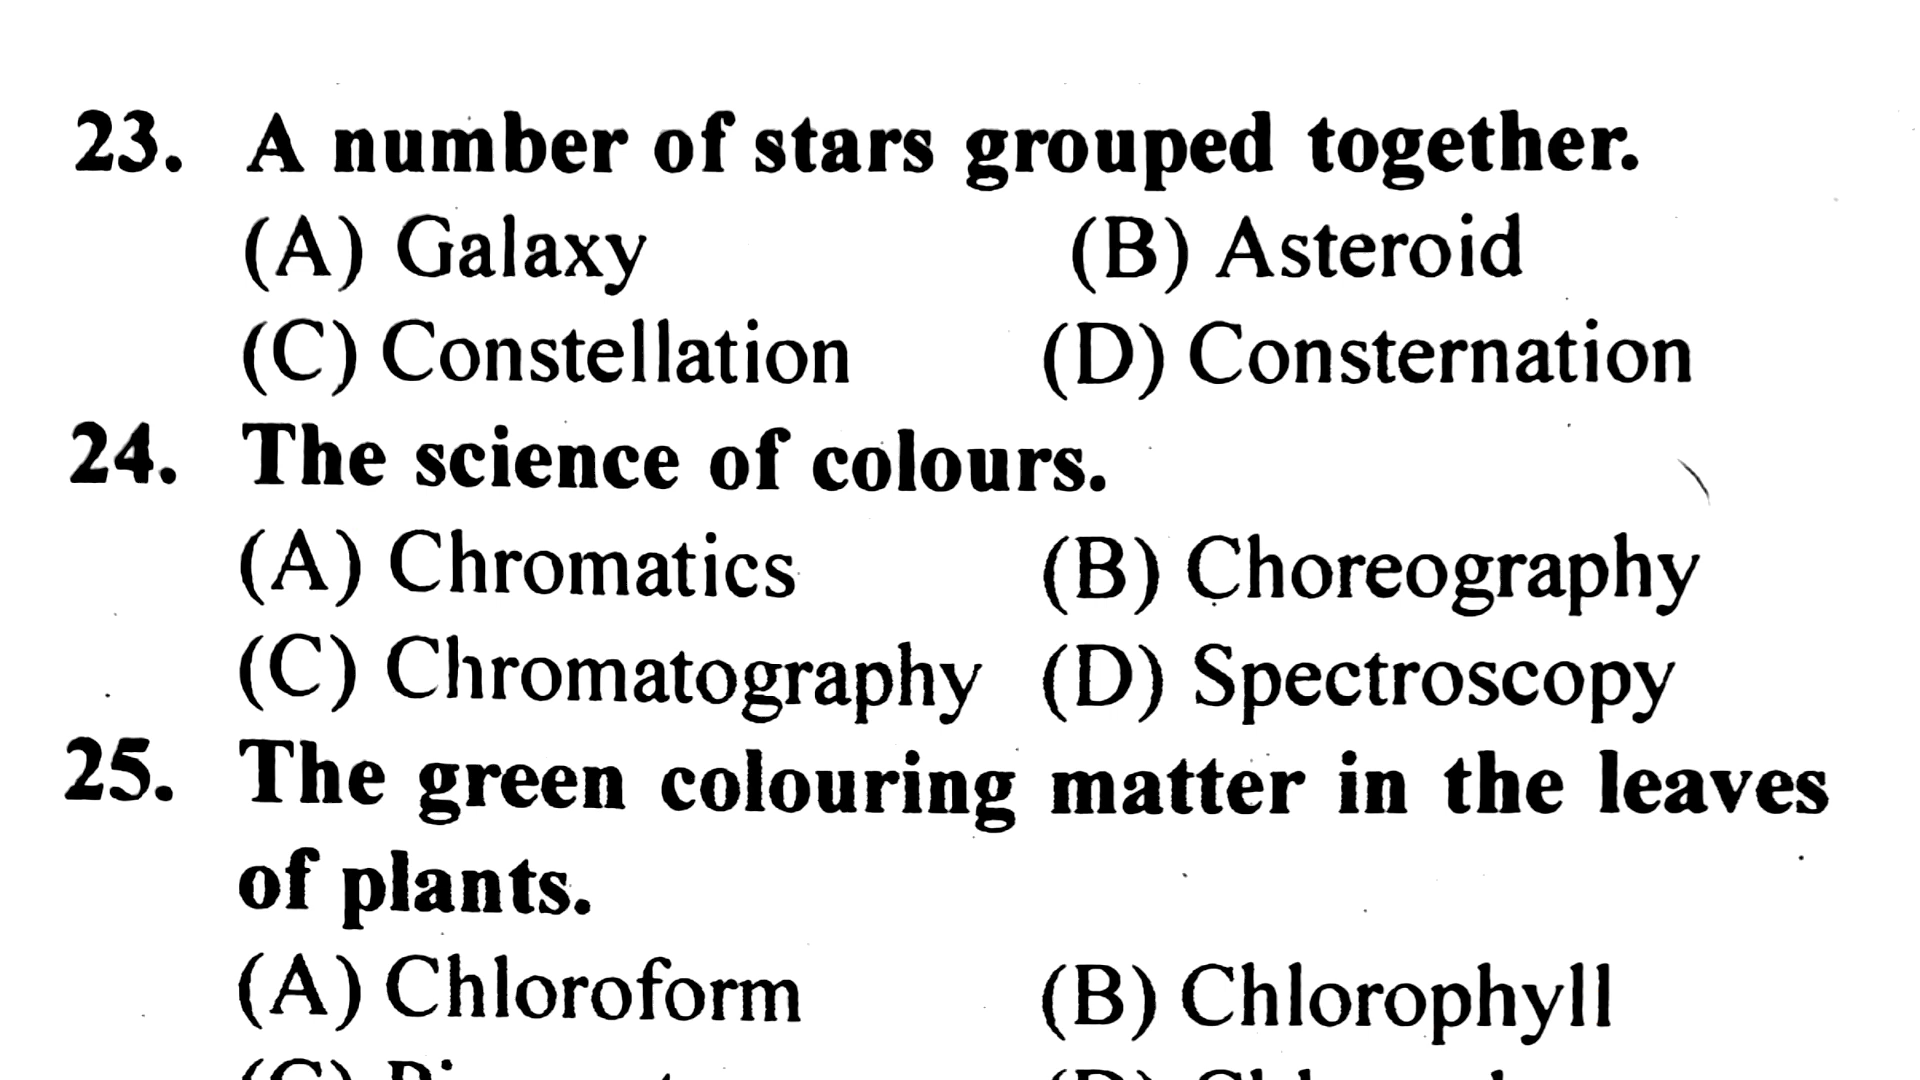 23. A number of stars grouped together.
(A) Galaxy (B) Asteroid
(C) Constellation (D) Consternation
24. The science of colours.
(A) Chromatics (B) Choreography
(C) Chromatography (D) Spectroscopy
25. The green colouring matter in the leaves
of plants.
(A) Chloroform (B) Chlorophyll
(C) (D)